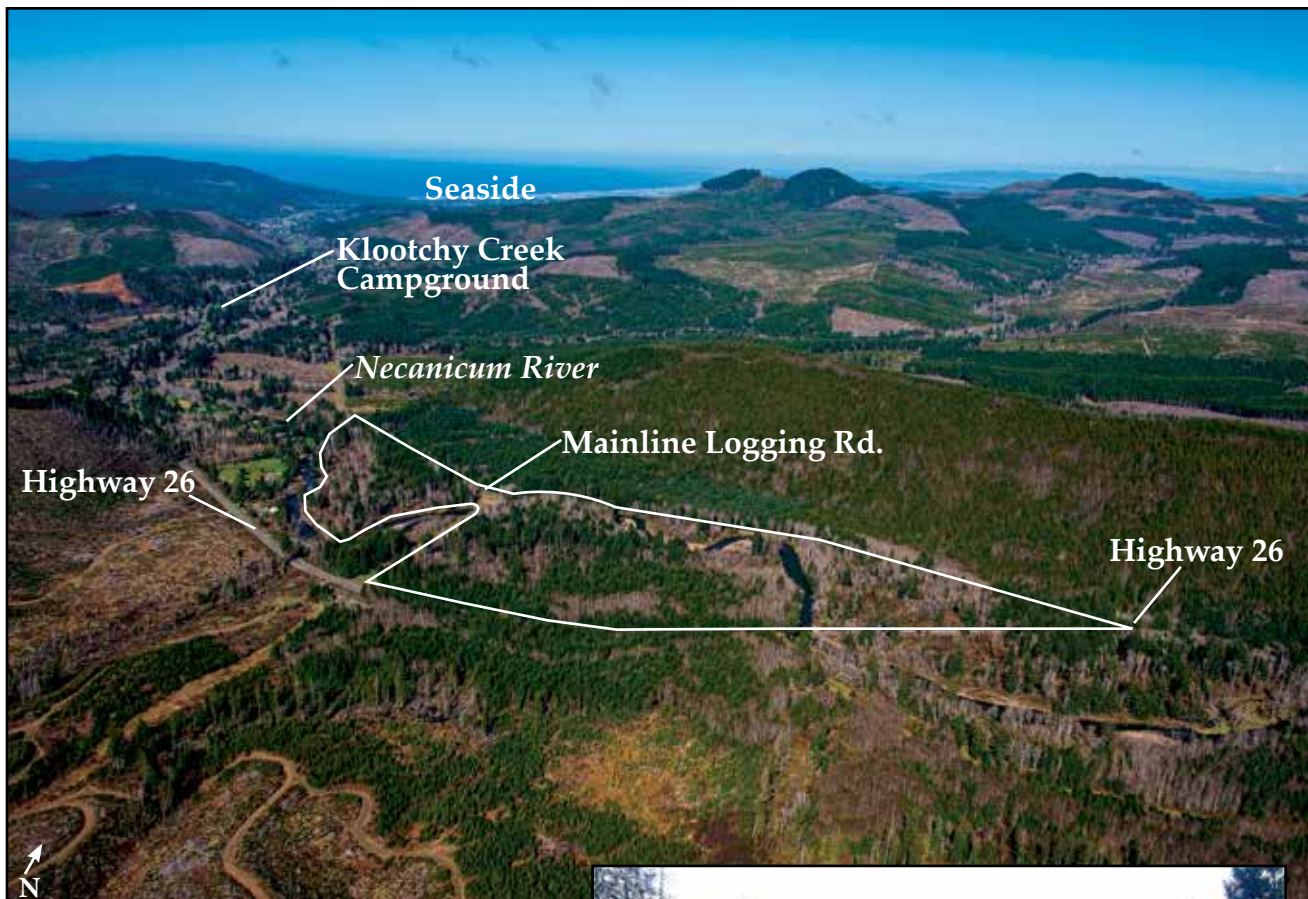 Seaside
Klootchy Creek
Campground
Necanicum River
Mainline Logging Rd.
Highway 26
Highway 26
N